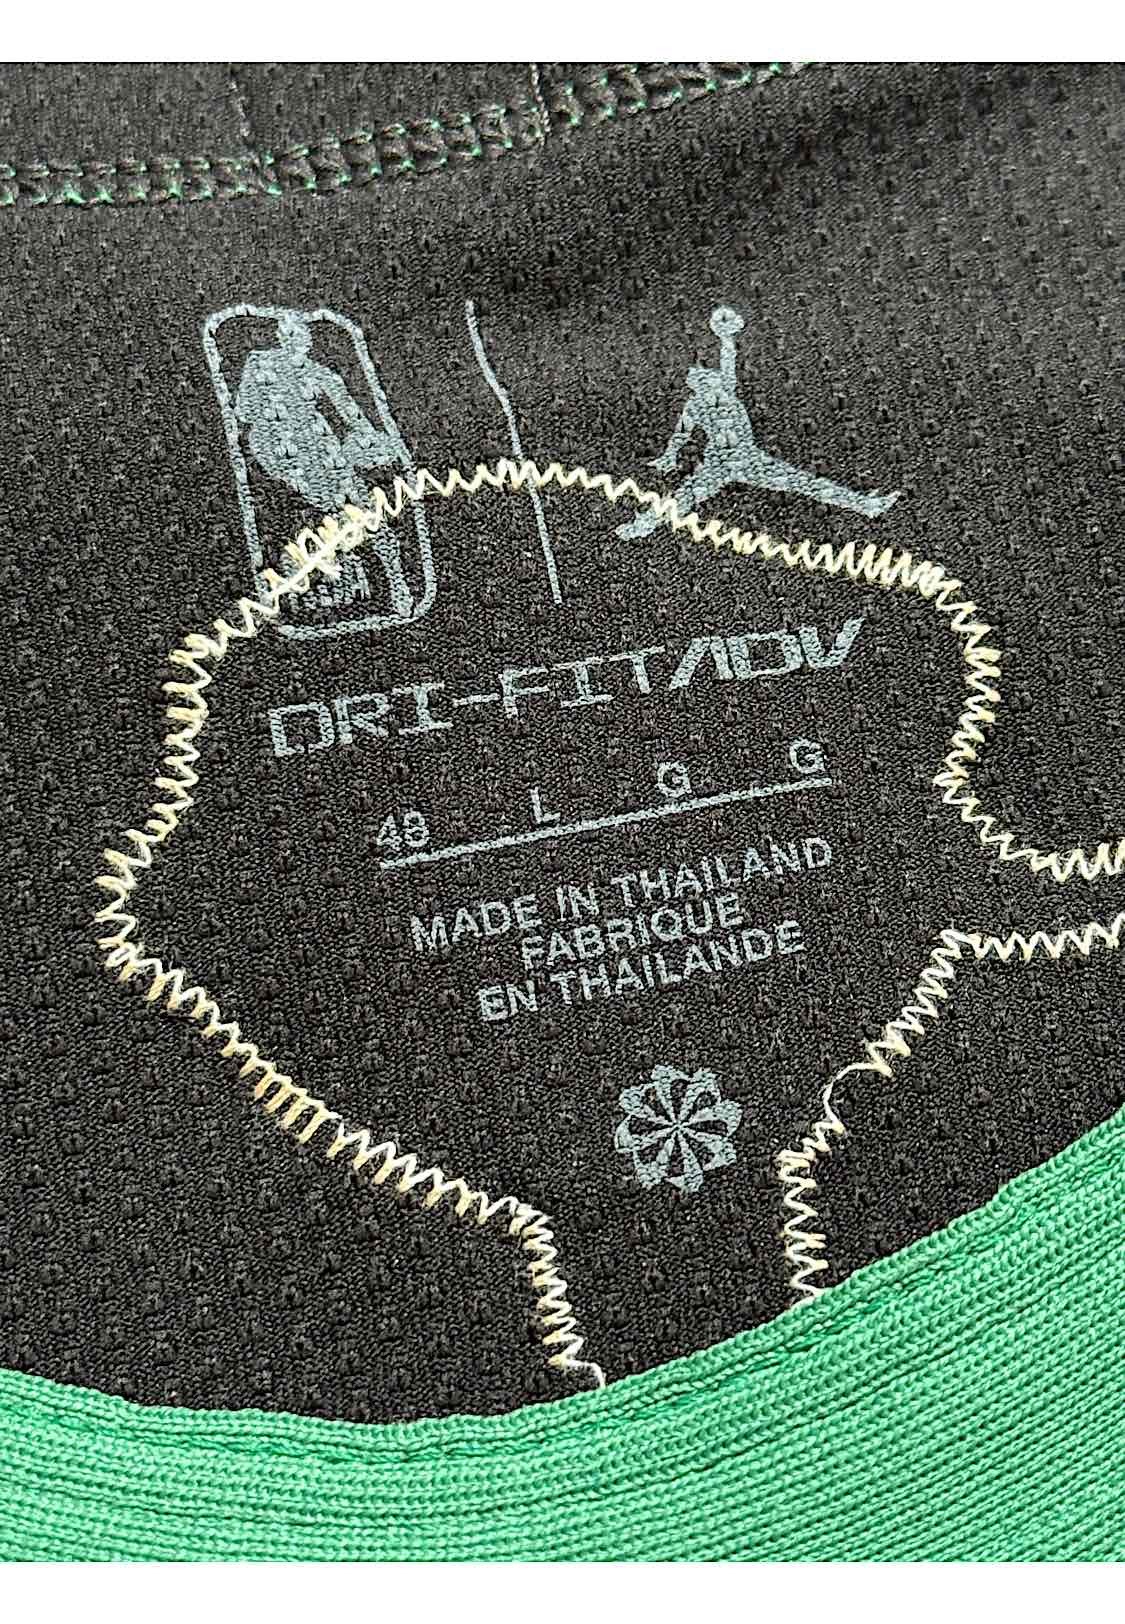 DRI-FIT ADV
48 L G G
MADE IN THAILAND
FABRIQUE
EN THAILANDE